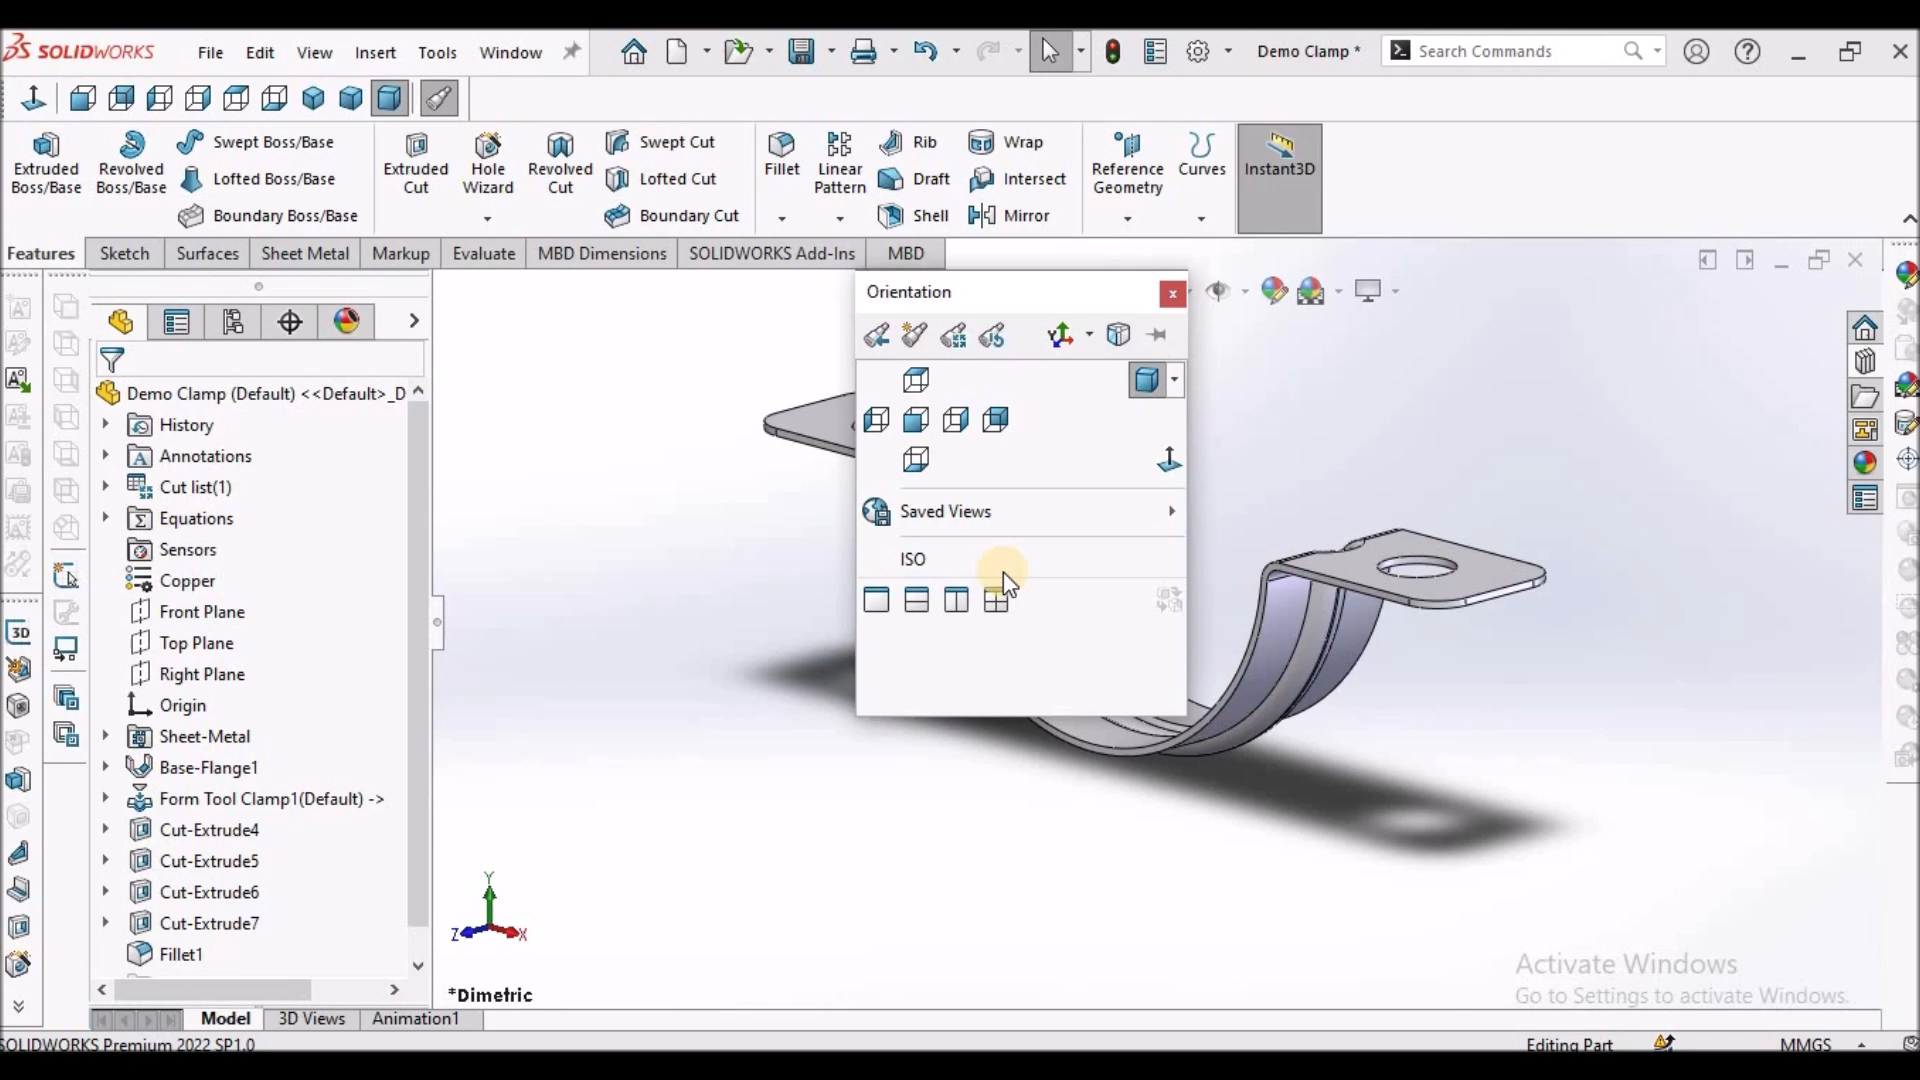 SOLIDWORKS File Edit View Insert Tools Window Demo Clamp * Search Commands
Extruded Boss/Base
Revolved Boss/Base
Swept Boss/Base
Lofted Boss/Base
Boundary Boss/Base
Extruded Cut
Hole Wizard
Revolved Cut
Swept Cut
Lofted Cut
Boundary Cut
Fillet
Linear Pattern
Rib
Draft
Shell
Wrap
Intersect
Mirror
Reference Geometry
Curves
Instant3D
Features Sketch Surfaces Sheet Metal Markup Evaluate MBD Dimensions SOLIDWORKS Add-Ins MBD
Demo Clamp (Default) <<Default>_D
History
Annotations
Cut list(1)
Equations
Sensors
Copper
Front Plane
Top Plane
Right Plane
Origin
Sheet-Metal
Base-Flange1
Form Tool Clamp1(Default) ->
Cut-Extrude4
Cut-Extrude5
Cut-Extrude6
Cut-Extrude7
Fillet1
3D
Orientation
Saved Views
ISO
Y
Z
X
*Dimetric
Activate Windows
Go to Settings to activate Windows.
Model 3D Views Animation1
SOLIDWORKS Premium 2022 SP1.0 Editing Part MMGS